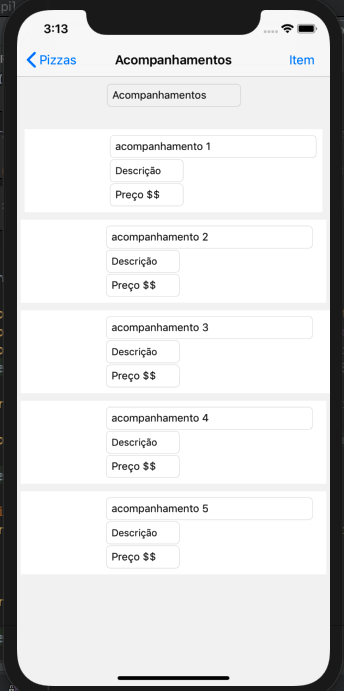 3:13
Pizzas Acompanhamentos Item
Acompanhamentos
acompanhamento 1
Descrição
Preço $$
acompanhamento 2
Descrição
Preço $$
acompanhamento 3
Descrição
Preço $$
acompanhamento 4
Descrição
Preço $$
acompanhamento 5
Descrição
Preço $$